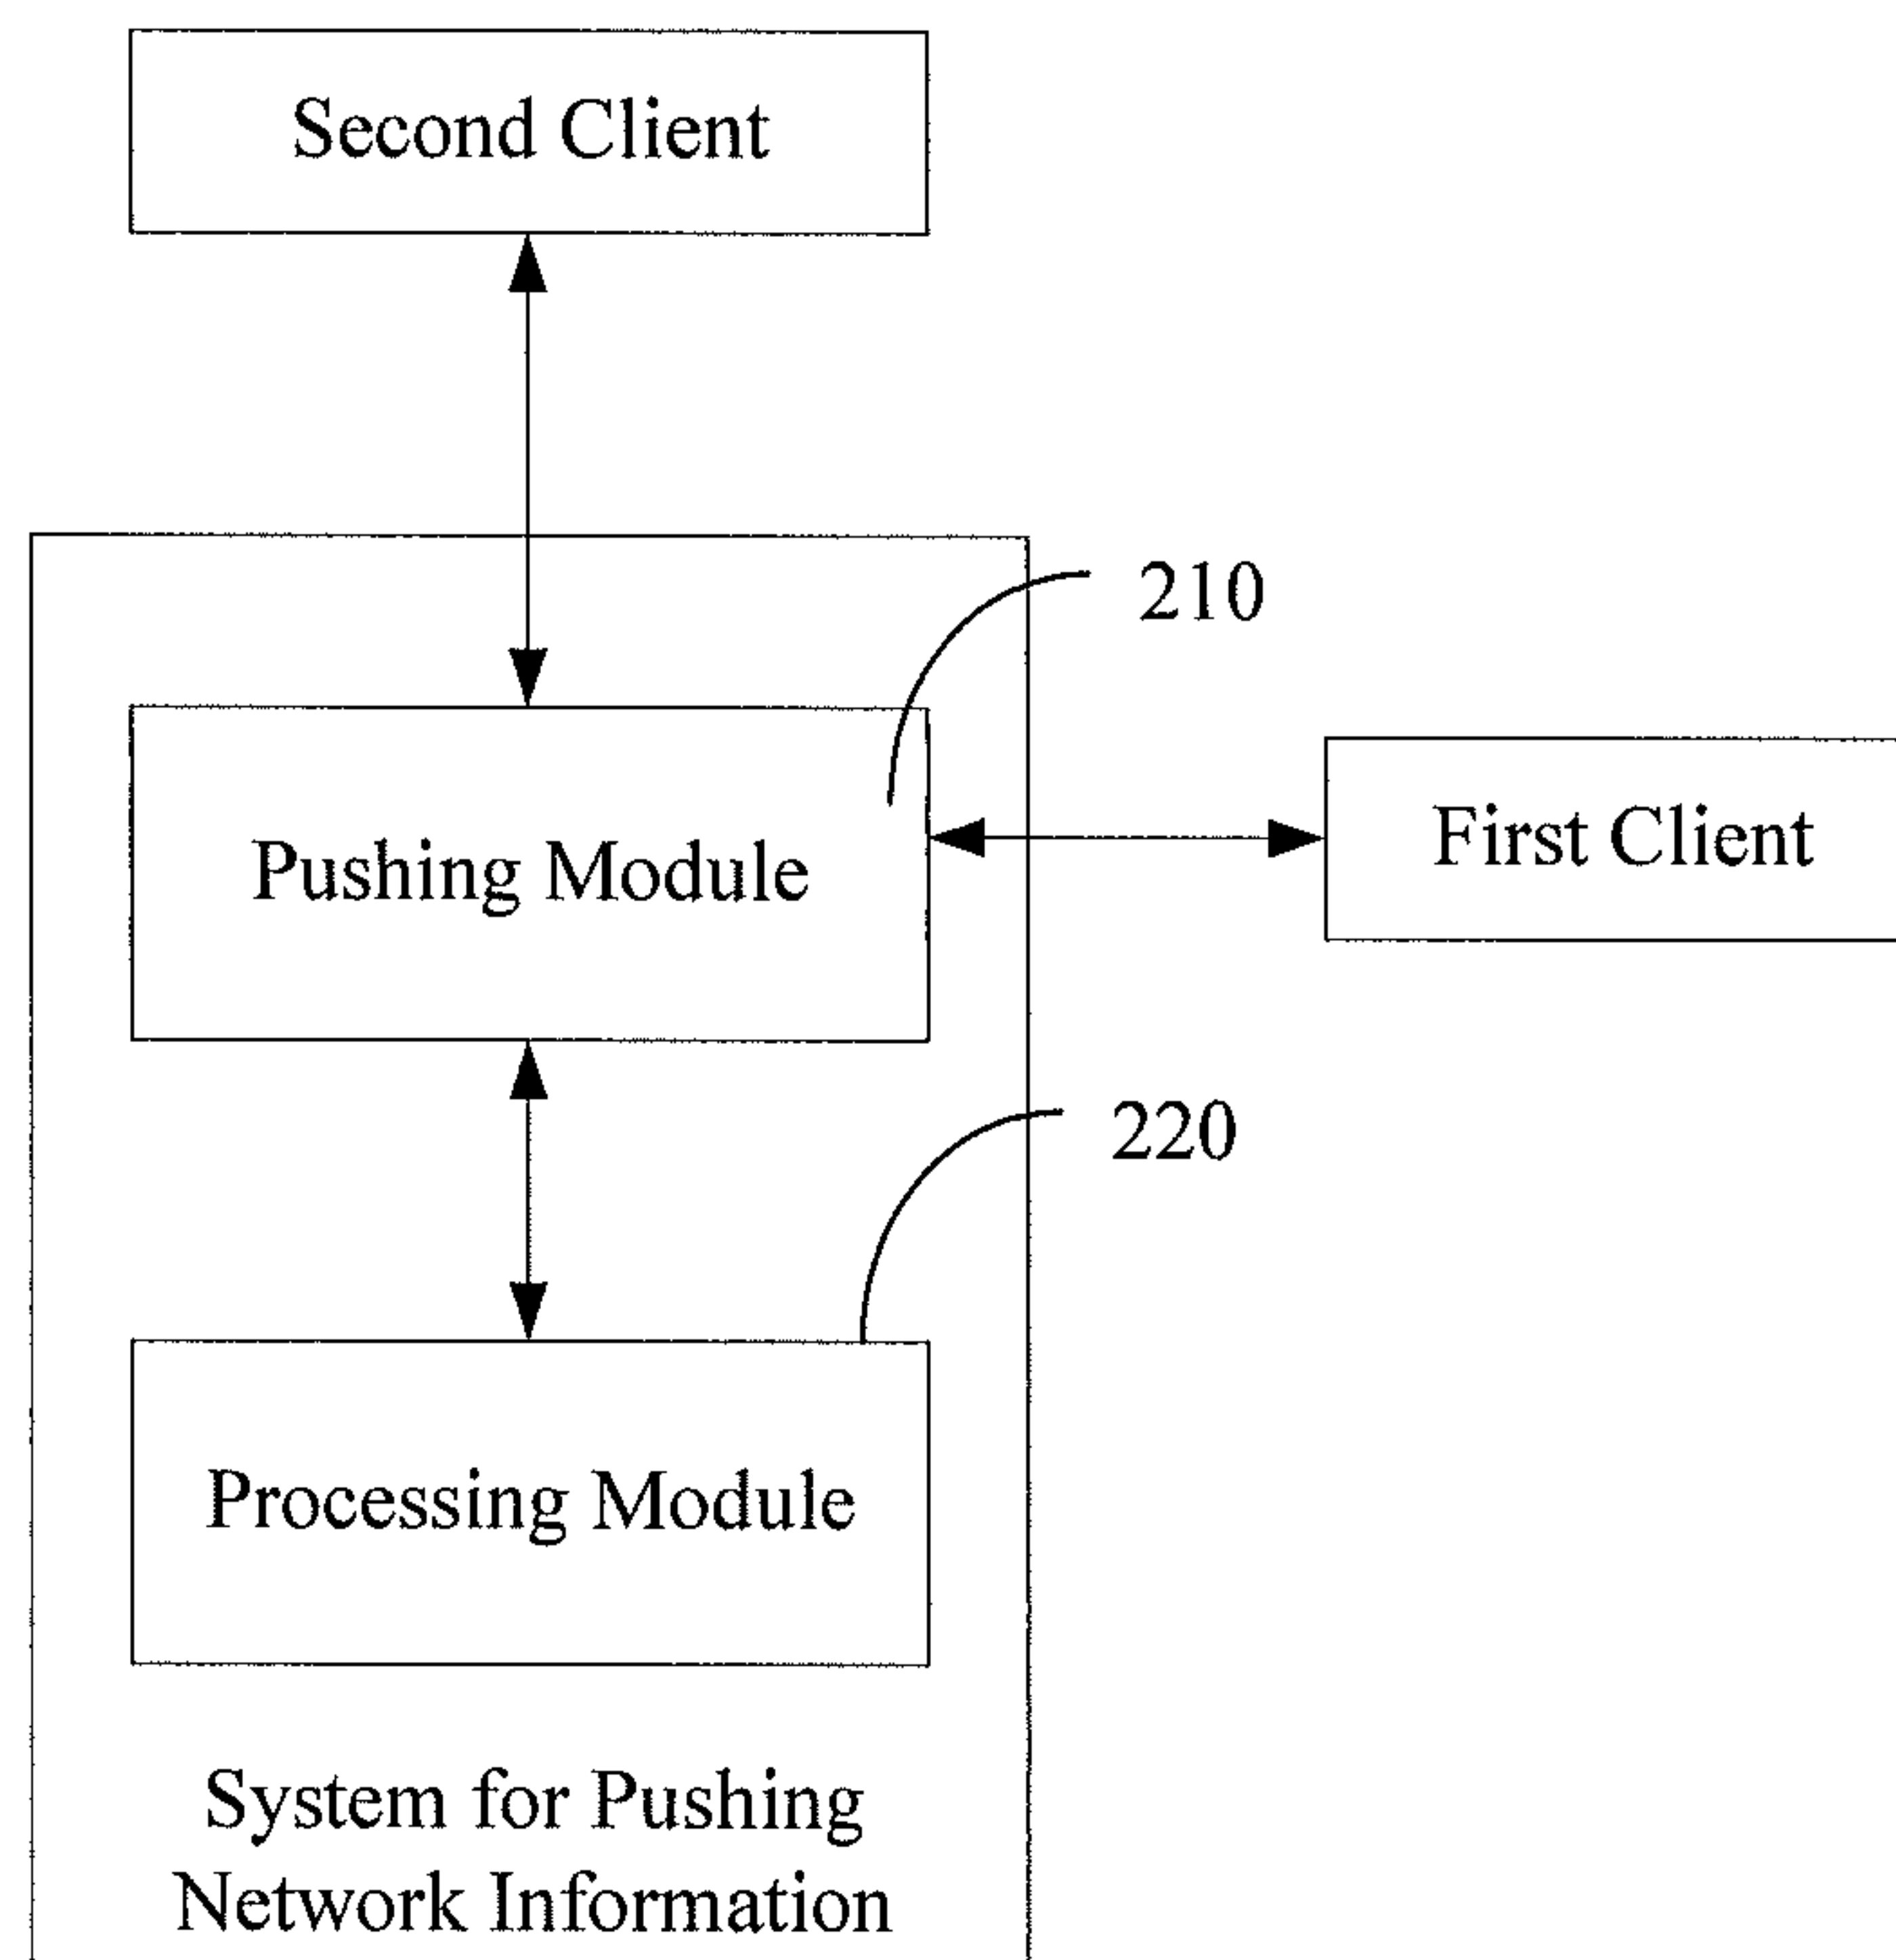 Second Client
210
Pushing Module
First Client
220
Processing Module
System for Pushing
Network Information